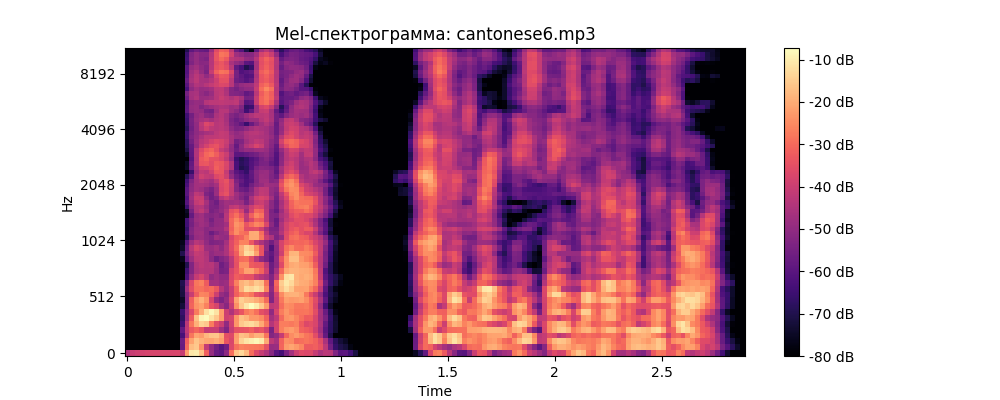 Mel-спектрограмма: cantonese6.mp3
8192
4096
2048
1024
512
0
Hz
0
0.5
1
1.5
2
2.5
Time
-10 dB
-20 dB
-30 dB
-40 dB
-50 dB
-60 dB
-70 dB
-80 dB